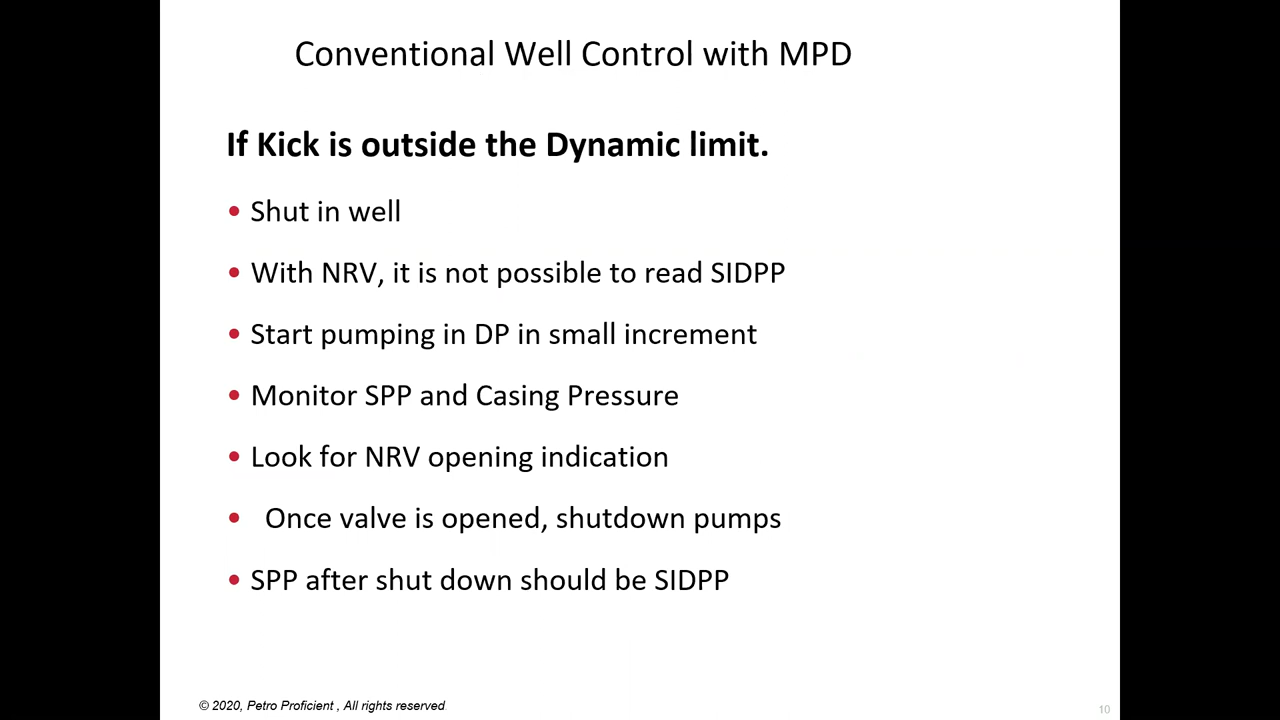 Conventional Well Control with MPD
If Kick is outside the Dynamic limit.
• Shut in well
• With NRV, it is not possible to read SIDPP
• Start pumping in DP in small increment
• Monitor SPP and Casing Pressure
• Look for NRV opening indication
• Once valve is opened, shutdown pumps
• SPP after shut down should be SIDPP
© 2020, Petro Proficient , All rights reserved
10